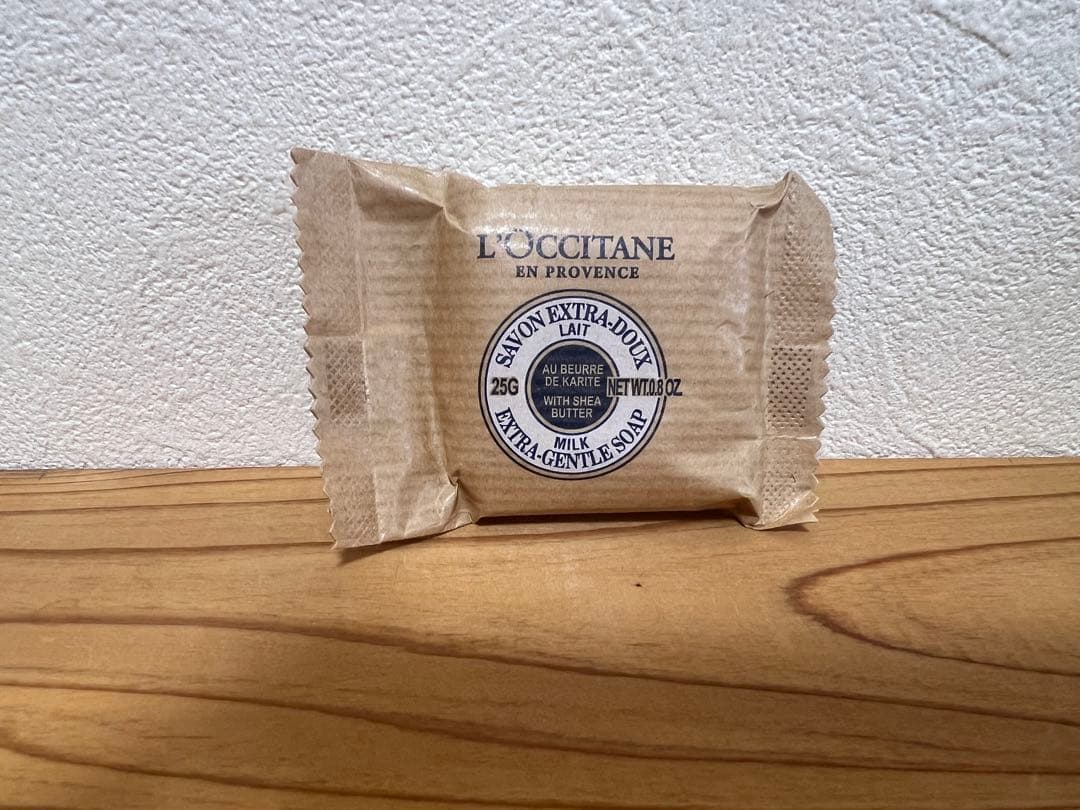 L'OCCITANE
EN PROVENCE
SAVON EXTRA-DOUX
LAIT
AU BEURRE
DE KARITE
25G
NET WT.0.8 OZ
WITH SHEA
BUTTER
MILK
EXTRA-GENTLE SOAP